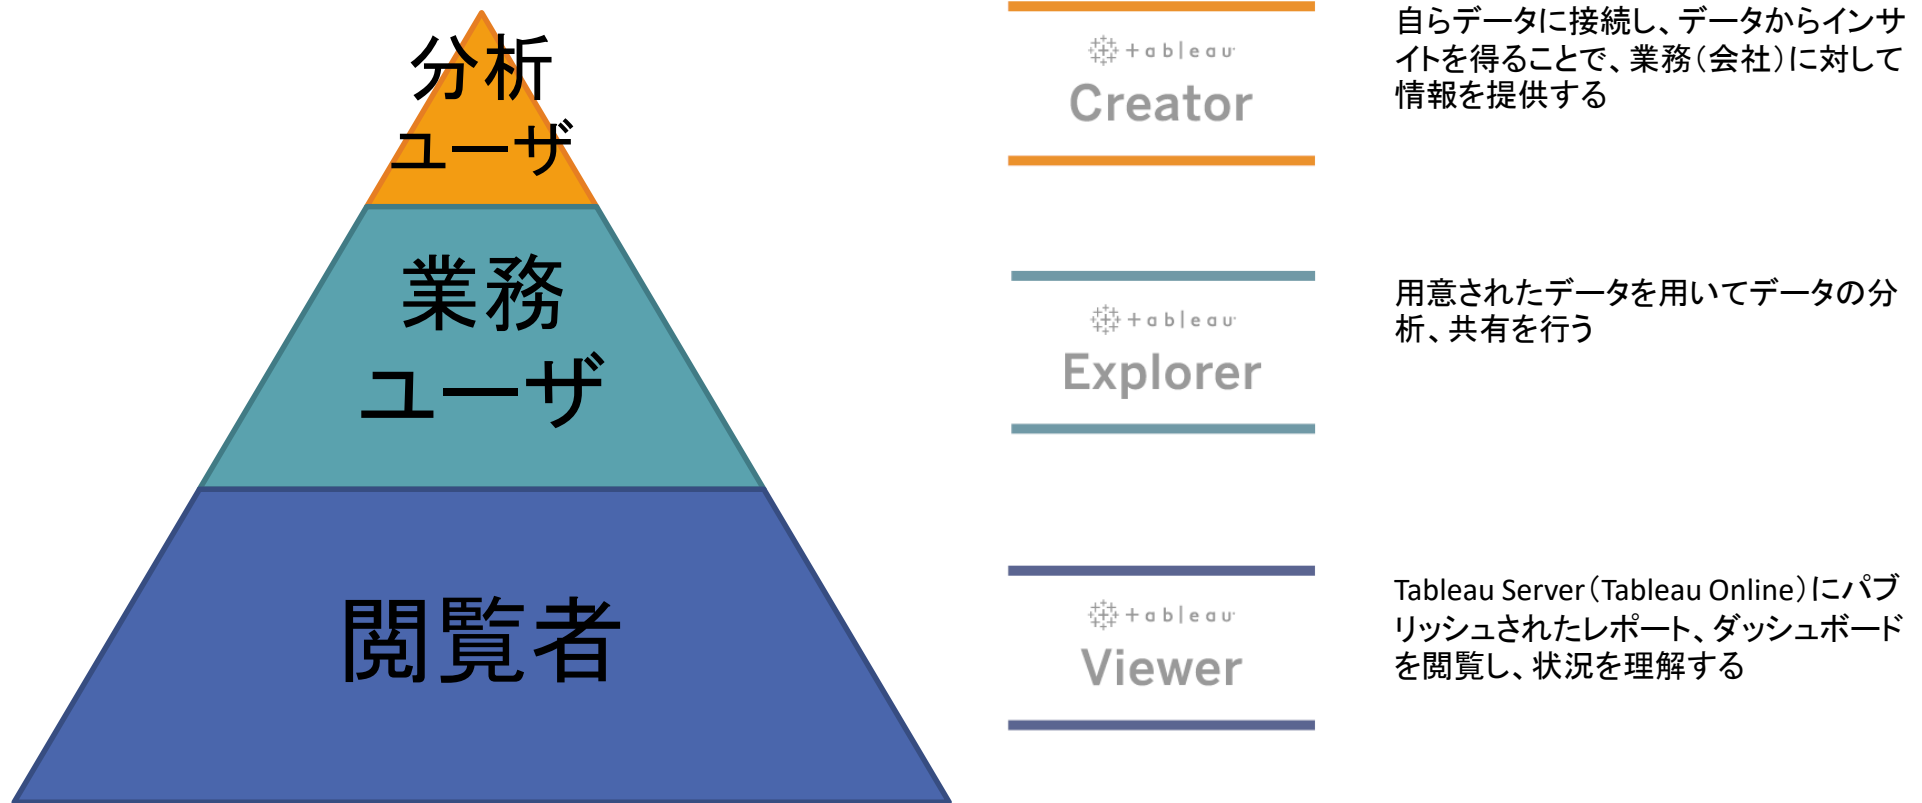 分析
ユーザ
+ableau
Creator
自らデータに接続し、データからインサ
イトを得ることで、業務（会社）に対して
情報を提供する
業務
ユーザ
+ableau
Explorer
用意されたデータを用いてデータの分
析、共有を行う
閲覧者
+ableau
Viewer
Tableau Server（Tableau Online）にパブ
リッシュされたレポート、ダッシュボード
を閲覧し、状況を理解する